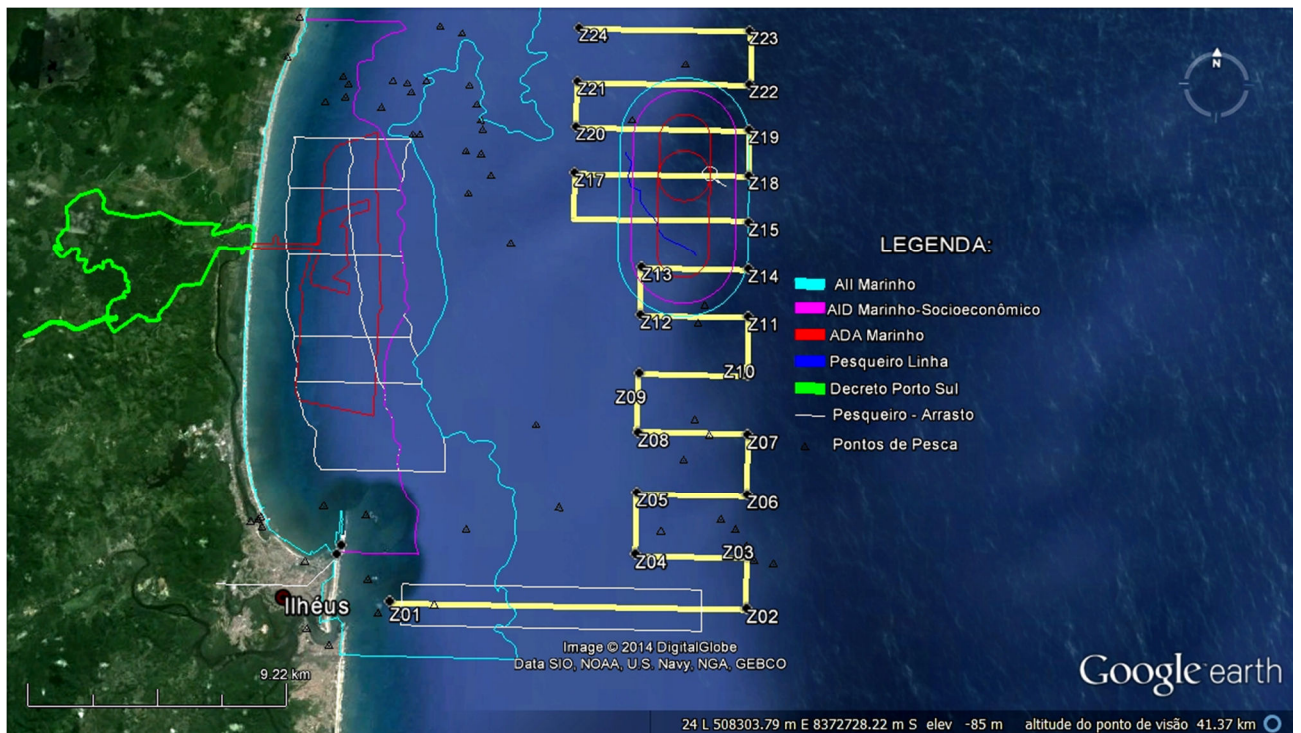 Z24
Z23
N
Z21
Z22
Z20
Z19
Z17
Z18
Z15
LEGENDA:
Z13
Z14
AII Marinho
Z12
Z11
AID Marinho-Socioeconômico
ADA Marinho
Z10
Pesqueiro Linha
Z09
Decreto Porto Sul
Pesqueiro - Arrasto
Z08
Z07
Pontos de Pesca
Z05
Z06
Z04
Z03
Ilhéus
Z01
Z02
Image © 2014 DigitalGlobe
Data SIO, NOAA, U.S. Navy, NGA, GEBCO
9.22 km
Google earth
24 L 508303.79 m E 8372728.22 m S elev -85 m altitude do ponto de visão 41.37 km